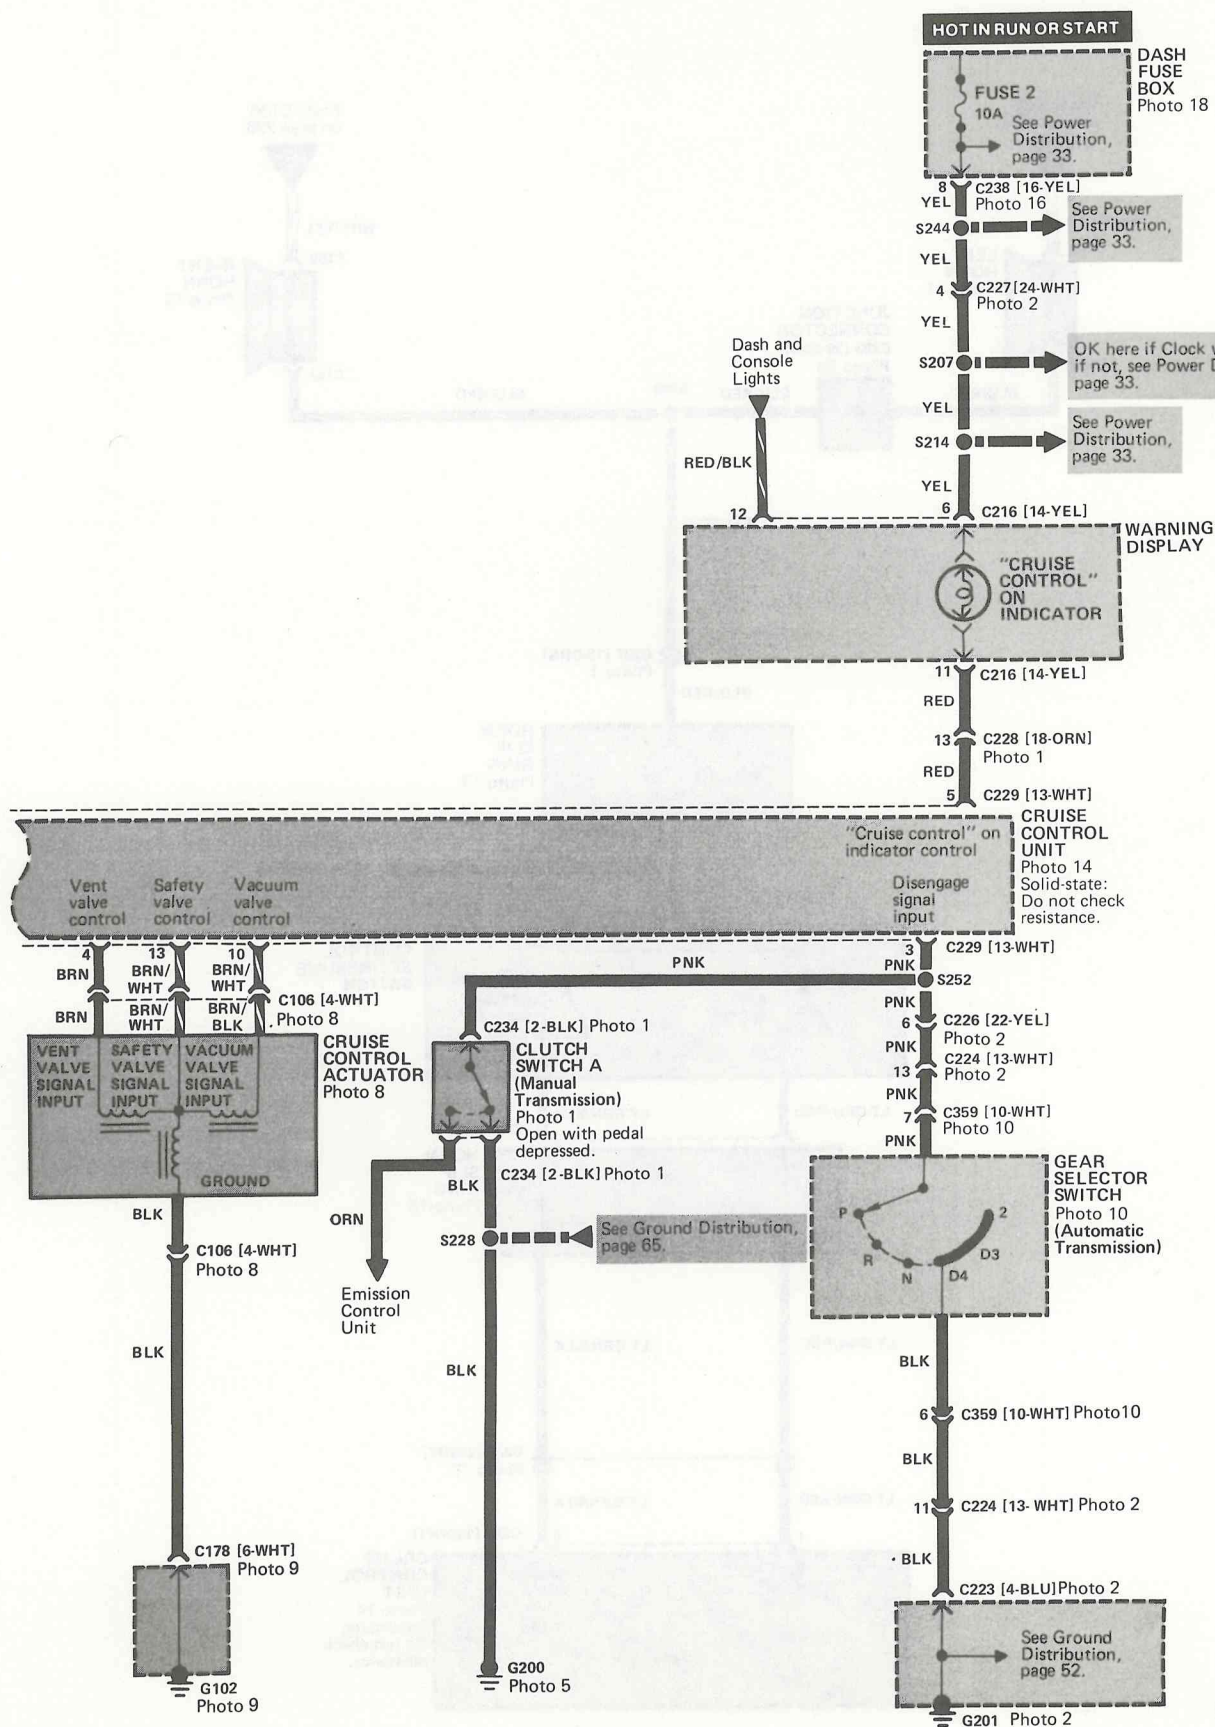 HOT IN RUN OR START
DASH
FUSE
BOX
Photo 18
FUSE 2
10A
See Power
Distribution,
page 33.
8
C238 [16-YEL]
Photo 16
YEL
S244
See Power
Distribution,
page 33.
YEL
4
C227 [24-WHT]
Photo 2
YEL
S207
OK here if Clock
if not, see Power
page 33.
YEL
S214
See Power
Distribution,
page 33.
YEL
Dash and
Console
Lights
RED/BLK
12
6
C216 [14-YEL]
WARNING
DISPLAY
"CRUISE
CONTROL"
ON
INDICATOR
11
C216 [14-YEL]
RED
13
C228 [18-ORN]
Photo 1
RED
5
C229 [13-WHT]
CRUISE
CONTROL
UNIT
Photo 14
Solid-state:
Do not check
resistance.
"Cruise control" on
indicator control
Vent
valve
control
Safety
valve
control
Vacuum
valve
control
Disengage
signal
input
4
13
10
3
C229 [13-WHT]
BRN
BRN/
WHT
BRN/
WHT
PNK
PNK
S252
C106 [4-WHT]
Photo 8
BRN
BRN/
WHT
BRN/
BLK
PNK
6
C226 [22-YEL]
Photo 2
PNK
C224 [13-WHT]
13
Photo 2
PNK
7
C359 [10-WHT]
Photo 10
PNK
VENT
VALVE
SIGNAL
INPUT
SAFETY
VALVE
SIGNAL
INPUT
VACUUM
VALVE
SIGNAL
INPUT
GROUND
CRUISE
CONTROL
ACTUATOR
Photo 8
C234 [2-BLK] Photo 1
CLUTCH
SWITCH A
(Manual
Transmission)
Photo 1
Open with pedal
depressed.
C234 [2-BLK] Photo 1
BLK
ORN
S228
See Ground Distribution,
page 65.
Emission
Control
Unit
BLK
GEAR
SELECTOR
SWITCH
Photo 10
(Automatic
Transmission)
P
R
N
D4
D3
2
BLK
C106 [4-WHT]
Photo 8
BLK
C178 [6-WHT]
Photo 9
G102
Photo 9
G200
Photo 5
BLK
6
C359 [10-WHT] Photo10
BLK
11
C224 [13- WHT] Photo 2
BLK
C223 [4-BLU] Photo 2
See Ground
Distribution,
page 52.
G201 Photo 2